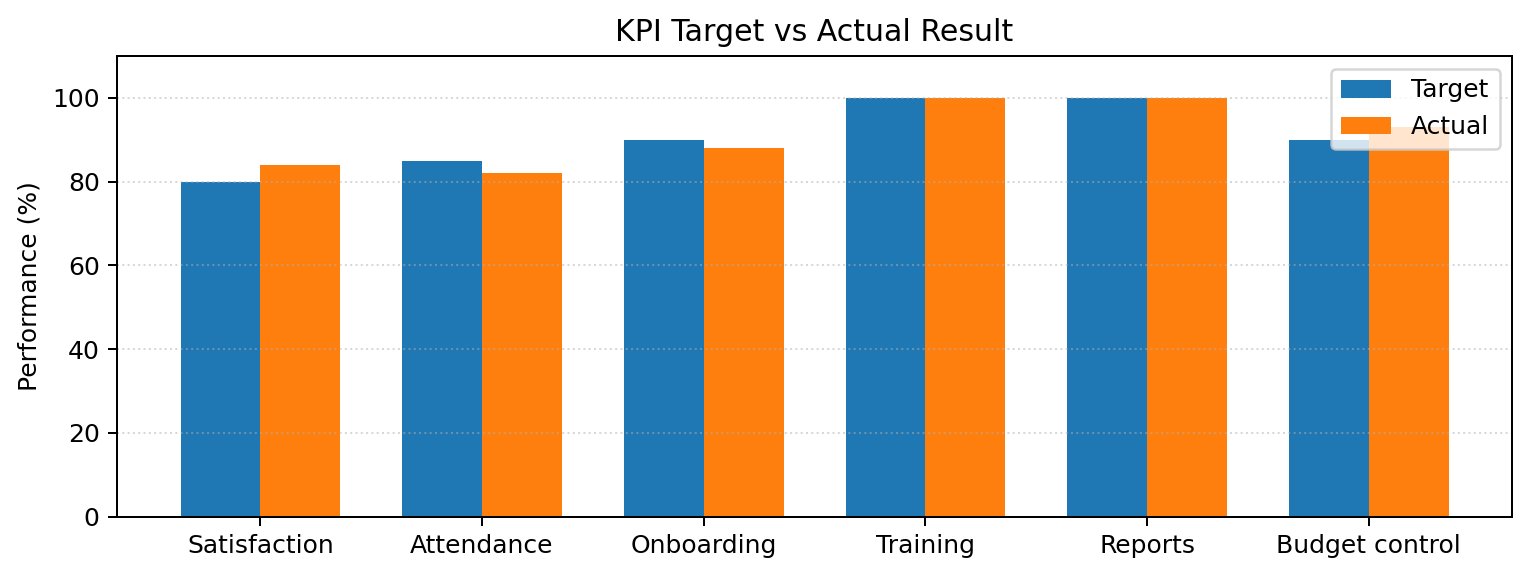 KPI Target vs Actual Result
Target
Actual
Performance (%)
100
80
60
40
20
0
Satisfaction Attendance Onboarding Training Reports Budget control